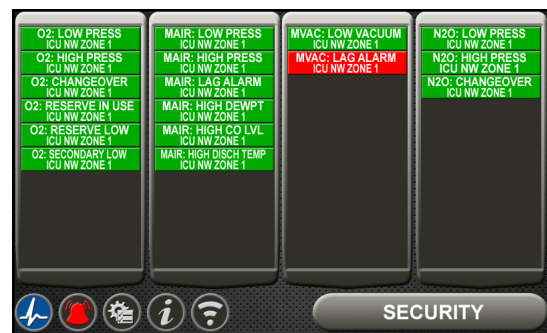 O2: LOW PRESS
ICU NW ZONE 1
O2: HIGH PRESS
ICU NW ZONE 1
O2: CHANGEOVER
ICU NW ZONE 1
O2: RESERVE IN USE
ICU NW ZONE 1
O2: RESERVE LOW
ICU NW ZONE 1
O2: SECONDARY LOW
ICU NW ZONE 1
MAIR: LOW PRESS
ICU NW ZONE 1
MAIR: HIGH PRESS
ICU NW ZONE 1
MAIR: LAG ALARM
ICU NW ZONE 1
MAIR: HIGH DEWPT
ICU NW ZONE 1
MAIR: HIGH CO LVL
ICU NW ZONE 1
MAIR: HIGH DISCH TEMP
ICU NW ZONE 1
MVAC: LOW VACUUM
ICU NW ZONE 1
MVAC: LAG ALARM
ICU NW ZONE 1
N2O: LOW PRESS
ICU NW ZONE 1
N2O: HIGH PRESS
ICU NW ZONE 1
N2O: CHANGEOVER
ICU NW ZONE 1
i
SECURITY